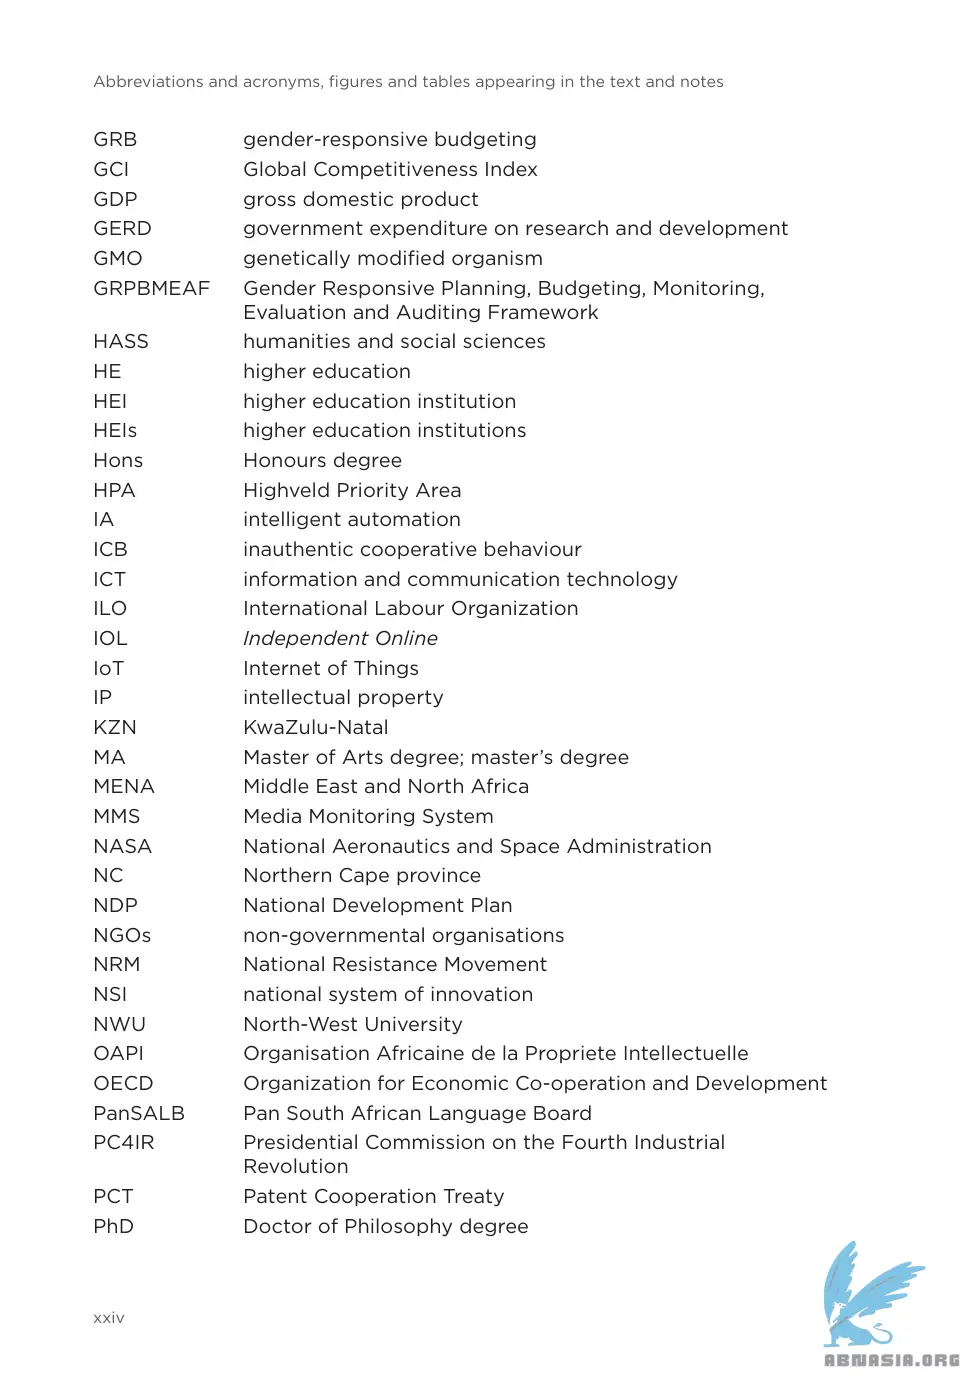 Abbreviations and acronyms, figures and tables appearing in the text and notes
GRB gender-responsive budgeting
GCI Global Competitiveness Index
GDP gross domestic product
GERD government expenditure on research and development
GMO genetically modified organism
GRPBMEAF Gender Responsive Planning, Budgeting, Monitoring,
Evaluation and Auditing Framework
HASS humanities and social sciences
HE higher education
HEI higher education institution
HEIs higher education institutions
Hons Honours degree
HPA Highveld Priority Area
IA intelligent automation
ICB inauthentic cooperative behaviour
ICT information and communication technology
ILO International Labour Organization
IOL Independent Online
IoT Internet of Things
IP intellectual property
KZN KwaZulu-Natal
MA Master of Arts degree; master’s degree
MENA Middle East and North Africa
MMS Media Monitoring System
NASA National Aeronautics and Space Administration
NC Northern Cape province
NDP National Development Plan
NGOs non-governmental organisations
NRM National Resistance Movement
NSI national system of innovation
NWU North-West University
OAPI Organisation Africaine de la Propriete Intellectuelle
OECD Organization for Economic Co-operation and Development
PanSALB Pan South African Language Board
PC4IR Presidential Commission on the Fourth Industrial
Revolution
PCT Patent Cooperation Treaty
PhD Doctor of Philosophy degree
xxiv
ABNASIA.ORG